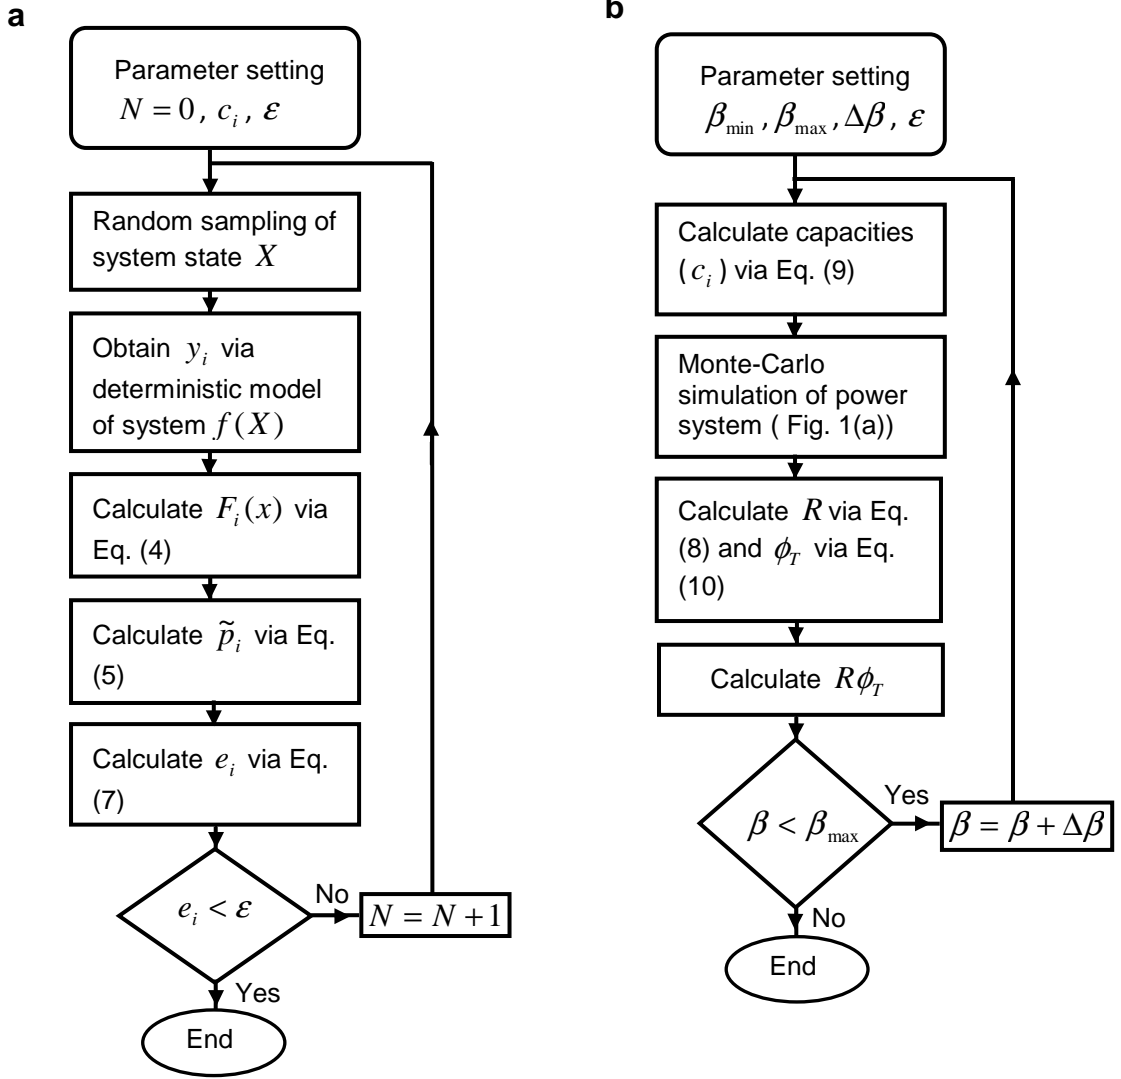 a
Parameter setting
N = 0 , c_i , ε
Random sampling of
system state X
Obtain y_i via
deterministic model
of system f(X)
Calculate F_i(x) via
Eq. (4)
Calculate p̃_i via Eq.
(5)
Calculate e_i via Eq.
(7)
e_i < ε
No
N = N + 1
Yes
End
b
Parameter setting
β_min , β_max , Δβ , ε
Calculate capacities
( c_i ) via Eq. (9)
Monte-Carlo
simulation of power
system ( Fig. 1(a))
Calculate R via Eq.
(8) and ϕ_T via Eq.
(10)
Calculate Rϕ_T
β < β_max
Yes
β = β + Δβ
No
End